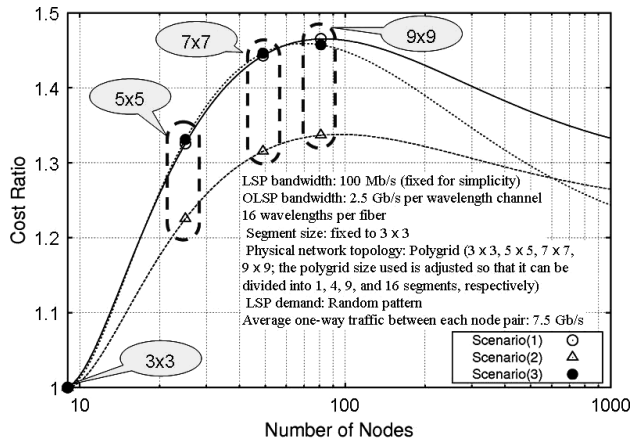 1.5
1.4
1.3
1.2
1.1
1
Cost Ratio
7x7
9x9
5x5
3x3
LSP bandwidth: 100 Mb/s (fixed for simplicity)
OLSP bandwidth: 2.5 Gb/s per wavelength channel
16 wavelengths per fiber
Segment size: fixed to 3 x 3
Physical network topology: Polygrid (3 x 3, 5 x 5, 7 x 7,
9 x 9; the polygrid size used is adjusted so that it can be
divided into 1, 4, 9, and 16 segments, respectively)
LSP demand: Random pattern
Average one-way traffic between each node pair: 7.5 Gb/s
Scenario(1)
Scenario(2)
Scenario(3)
10
100
1000
Number of Nodes